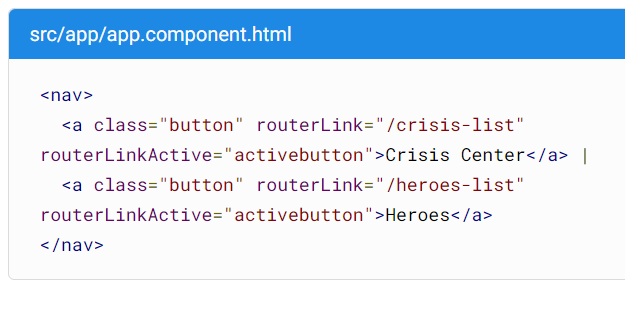 src/app/app.component.html
<nav>
  <a class="button" routerLink="/crisis-list"
routerLinkActive="activebutton">Crisis Center</a> |
  <a class="button" routerLink="/heroes-list"
routerLinkActive="activebutton">Heroes</a>
</nav>